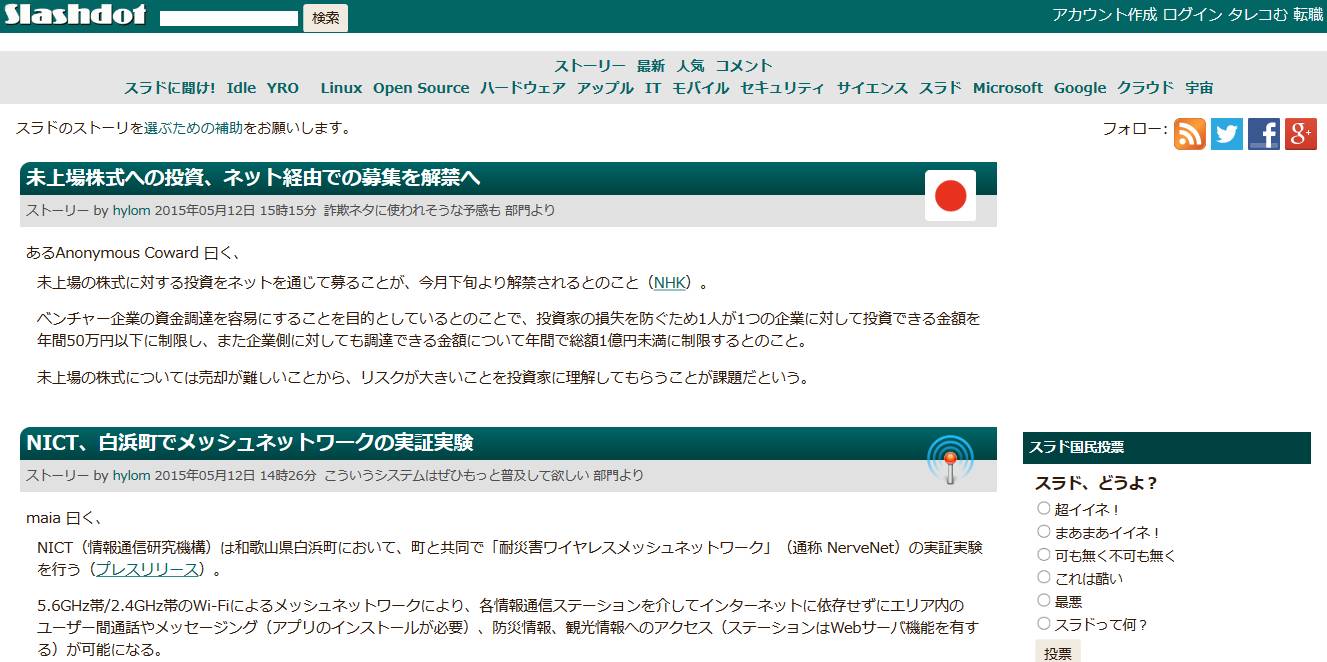 Slashdot
検索
アカウント作成 ログイン タレコむ 転職
ストーリー 最新 人気 コメント
スラドに聞け! Idle YRO Linux Open Source ハードウェア アップル IT モバイル セキュリティ サイエンス スラド Microsoft Google クラウド 宇宙
スラドのストーリを選ぶための補助をお願いします。
フォロー:
g+
未上場株式への投資、ネット経由での募集を解禁へ
ストーリー by hylom 2015年05月12日 15時15分 詐欺ネタに使われそうな予感も 部門より
あるAnonymous Coward 曰く、
未上場の株式に対する投資をネットを通じて募ることが、今月下旬より解禁されるとのこと（NHK）。
ベンチャー企業の資金調達を容易にすることを目的としているとのことで、投資家の損失を防ぐため1人が1つの企業に対して投資できる金額を
年間50万円以下に制限し、また企業側に対しても調達できる金額について年間で総額1億円未満に制限するとのこと。
未上場の株式については売却が難しいことから、リスクが大きいことを投資家に理解してもらうことが課題だという。
NICT、白浜町でメッシュネットワークの実証実験
ストーリー by hylom 2015年05月12日 14時26分 こういうシステムはぜひもっと普及して欲しい 部門より
maia 曰く、
NICT（情報通信研究機構）は和歌山県白浜町において、町と共同で「耐災害ワイヤレスメッシュネットワーク」（通称 NerveNet）の実証実験
を行う（プレスリリース）。
5.6GHz帯/2.4GHz帯のWi-Fiによるメッシュネットワークにより、各情報通信ステーションを介してインターネットに依存せずにエリア内の
ユーザー間通話やメッセージング（アプリのインストールが必要）、防災情報、観光情報へのアクセス（ステーションはWebサーバ機能を有す
る）が可能になる。
スラド国民投票
スラド、どうよ？
超イイネ！
まあまあイイネ！
可も無く不可も無く
これは酷い
最悪
スラドって何？
投票